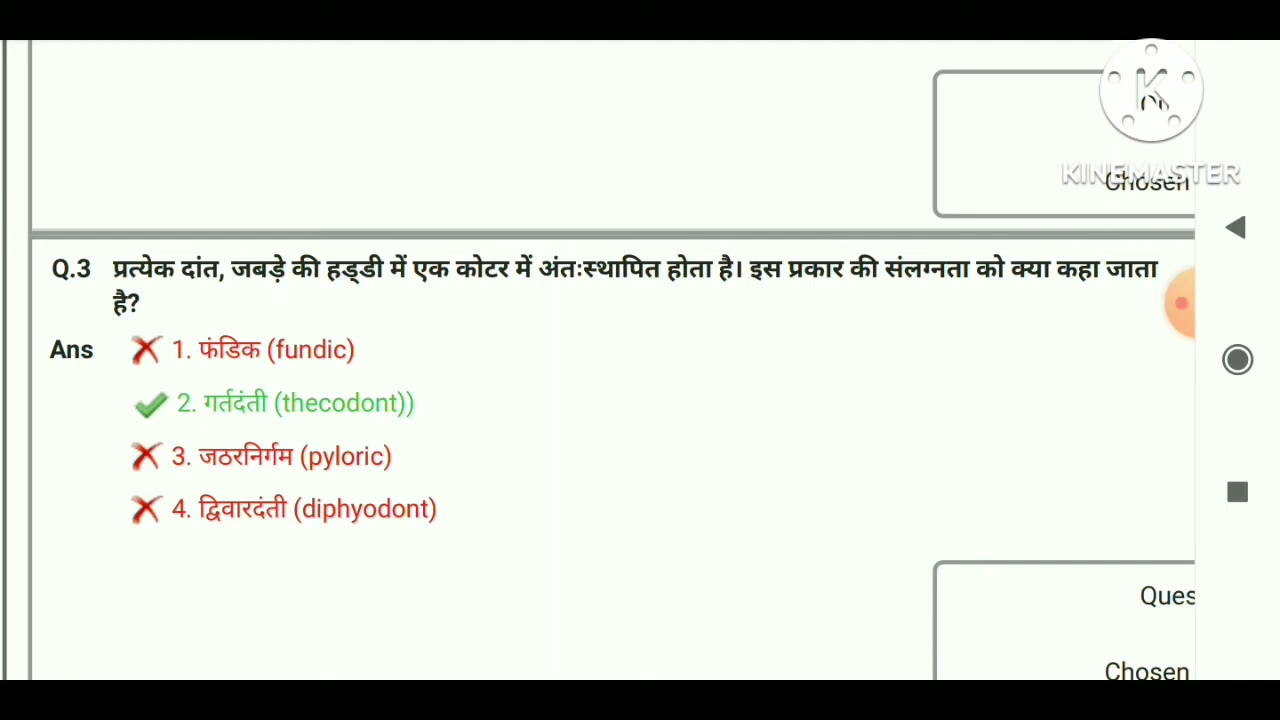 Chosen
KINEMASTER
Q.3 प्रत्येक दांत, जबड़े की हड्डी में एक कोटर में अंतःस्थापित होता है। इस प्रकार की संलग्नता को क्या कहा जाता
है?
Ans 1. फंडिक (fundic)
2. गर्तदंती (thecodont))
3. जठरनिर्गम (pyloric)
4. द्विवारदंती (diphyodont)
Ques
Chosen